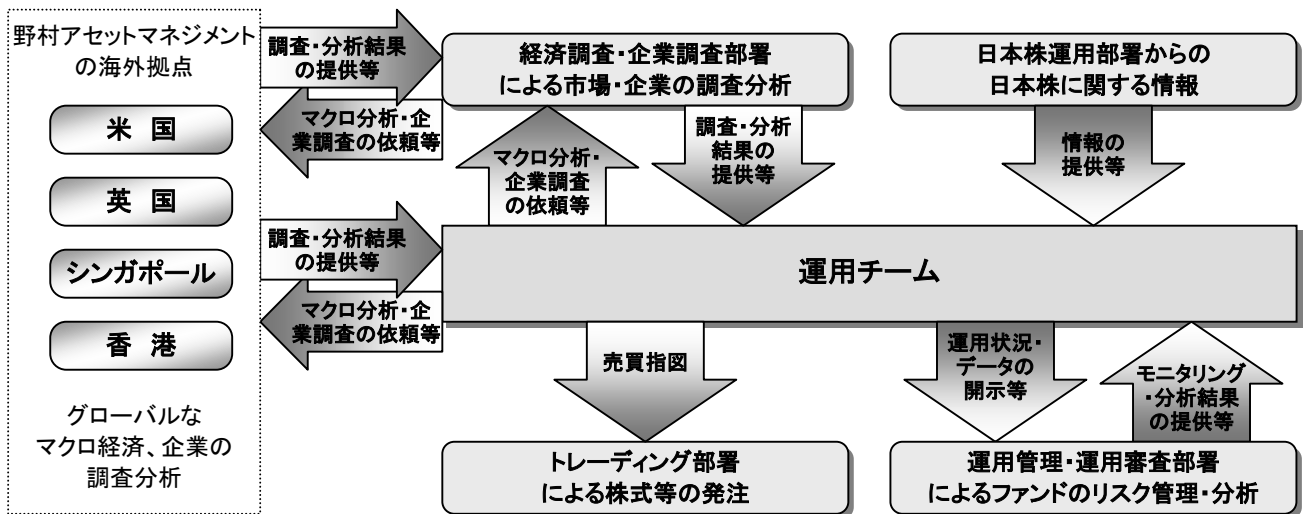 野村アセットマネジメント
の海外拠点
米 国
英 国
シンガポール
香 港
グローバルな
マクロ経済、企業の
調査分析
調査・分析結果
の提供等
マクロ分析・企
業調査の依頼等
調査・分析結果
の提供等
マクロ分析・企
業調査の依頼等
経済調査・企業調査部署
による市場・企業の調査分析
日本株運用部署からの
日本株に関する情報
マクロ分析・
企業調査
の依頼等
調査・分析
結果の
提供等
情報の
提供等
運用チーム
売買指図
運用状況・
データの
開示等
モニタリング
・分析結果
の提供等
トレーディング部署
による株式等の発注
運用管理・運用審査部署
によるファンドのリスク管理・分析